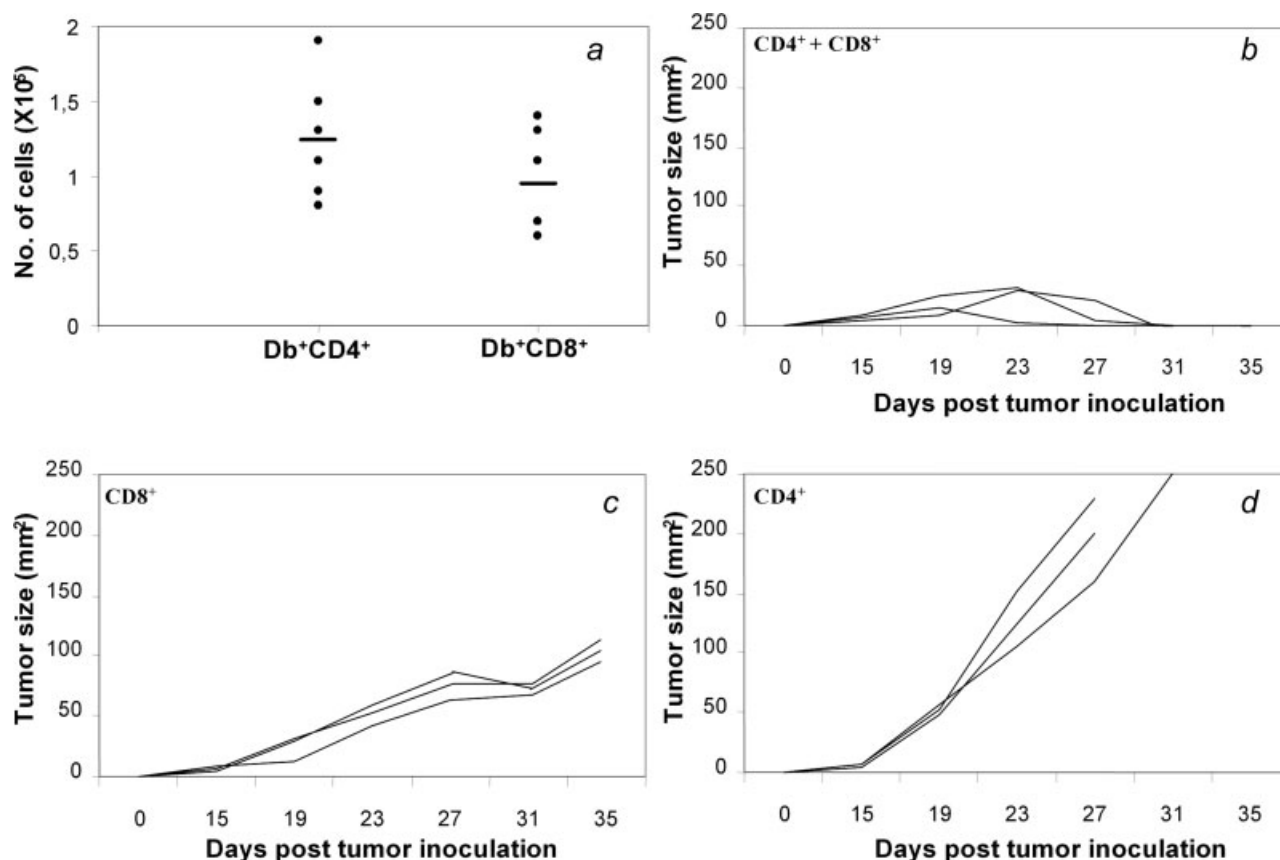 a
No. of cells (X10⁵)
2
1,5
1
0,5
0
Db⁺CD4⁺ Db⁺CD8⁺
CD4⁺ + CD8⁺
b
Tumor size (mm²)
250
200
150
100
50
0
0 15 19 23 27 31 35
Days post tumor inoculation
CD8⁺
c
Tumor size (mm²)
250
200
150
100
50
0
0 15 19 23 27 31 35
Days post tumor inoculation
CD4⁺
d
Tumor size (mm²)
250
200
150
100
50
0
0 15 19 23 27 31 35
Days post tumor inoculation